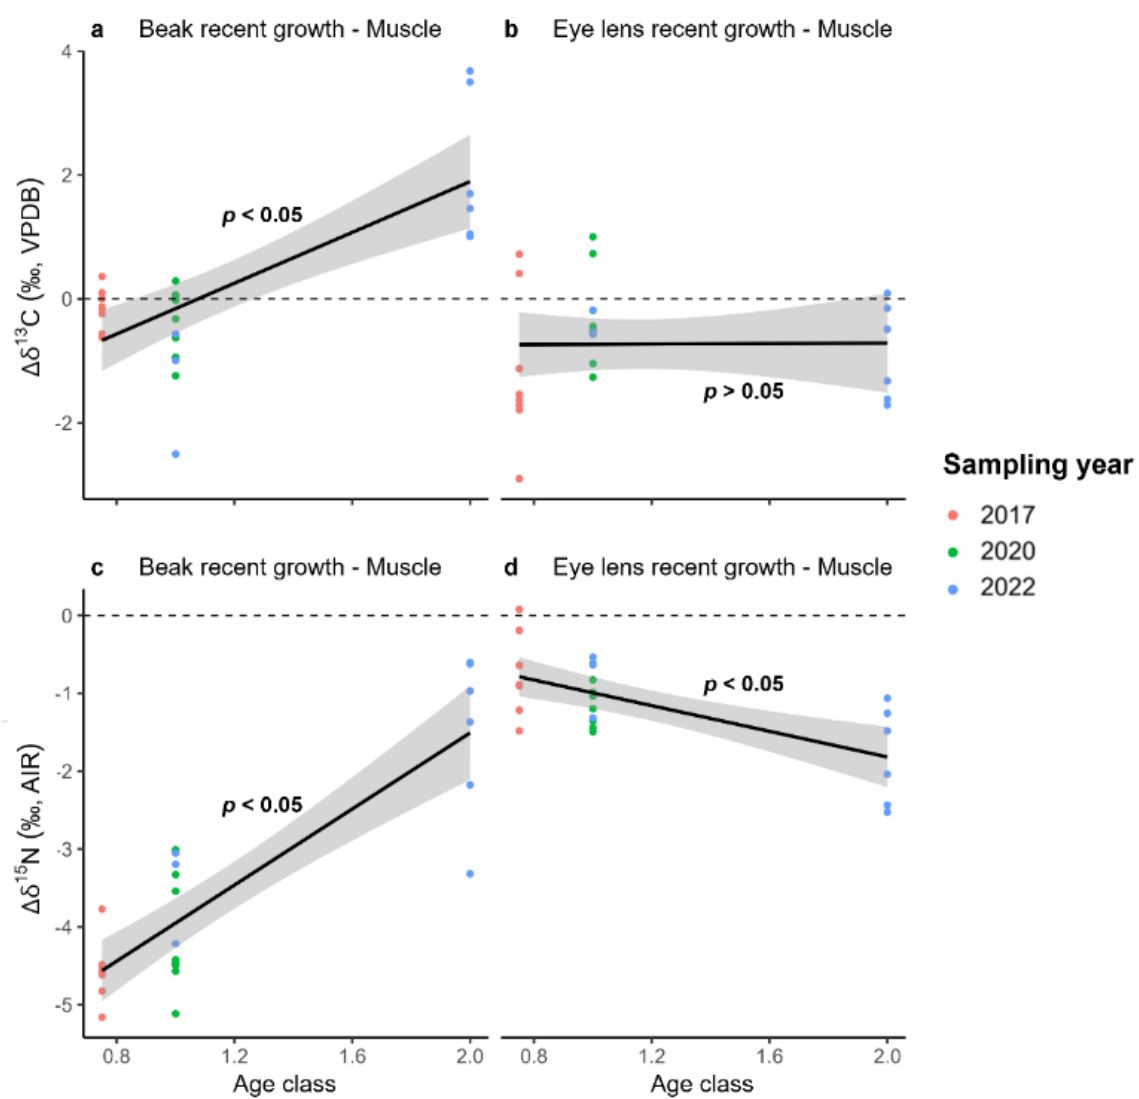 a Beak recent growth - Muscle
b Eye lens recent growth - Muscle
4
2
0
-2
Δδ¹³C (‰, VPDB)
p < 0.05
p > 0.05
Sampling year
2017
2020
2022
c Beak recent growth - Muscle
d Eye lens recent growth - Muscle
0
-1
-2
-3
-4
-5
Δδ¹⁵N (‰, AIR)
p < 0.05
p < 0.05
0.8 1.2 1.6 2.0
0.8 1.2 1.6 2.0
Age class
Age class